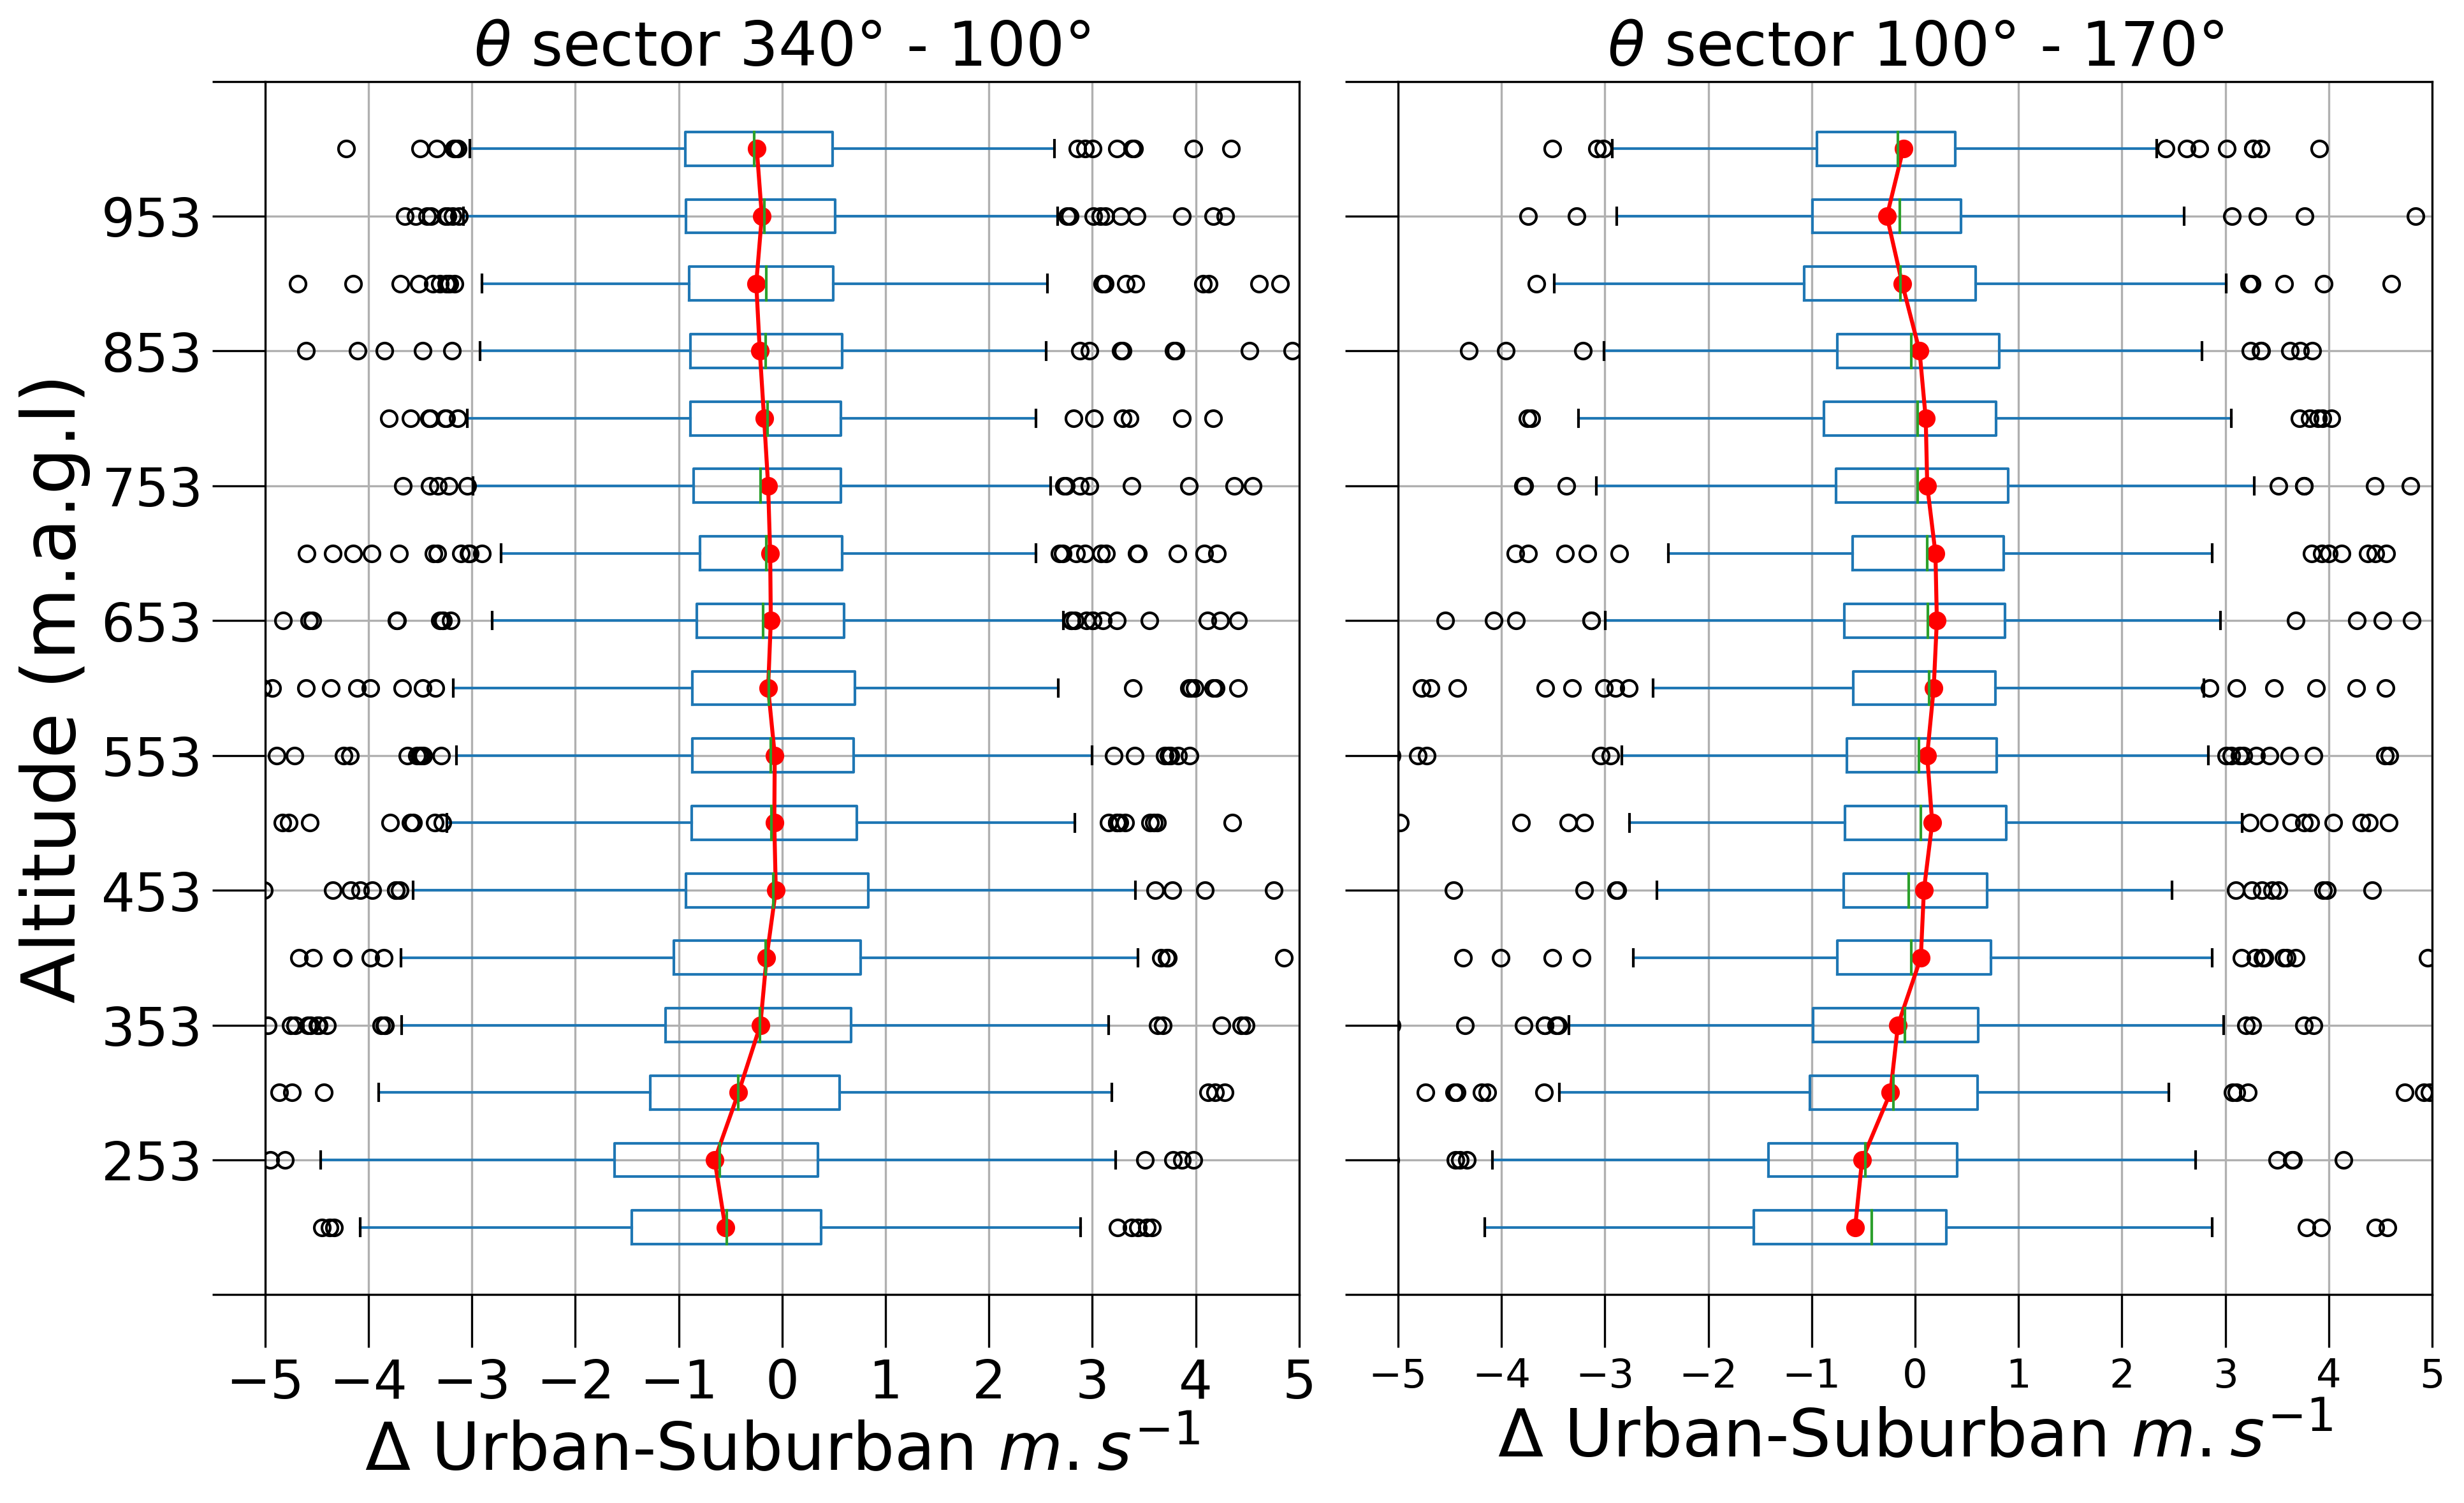 θ sector 340° - 100°
θ sector 100° - 170°
Altitude (m.a.g.l)
953
853
753
653
553
453
353
253
−5 −4 −3 −2 −1 0 1 2 3 4 5
−5 −4 −3 −2 −1 0 1 2 3 4 5
Δ Urban-Suburban m.s⁻¹
Δ Urban-Suburban m.s⁻¹